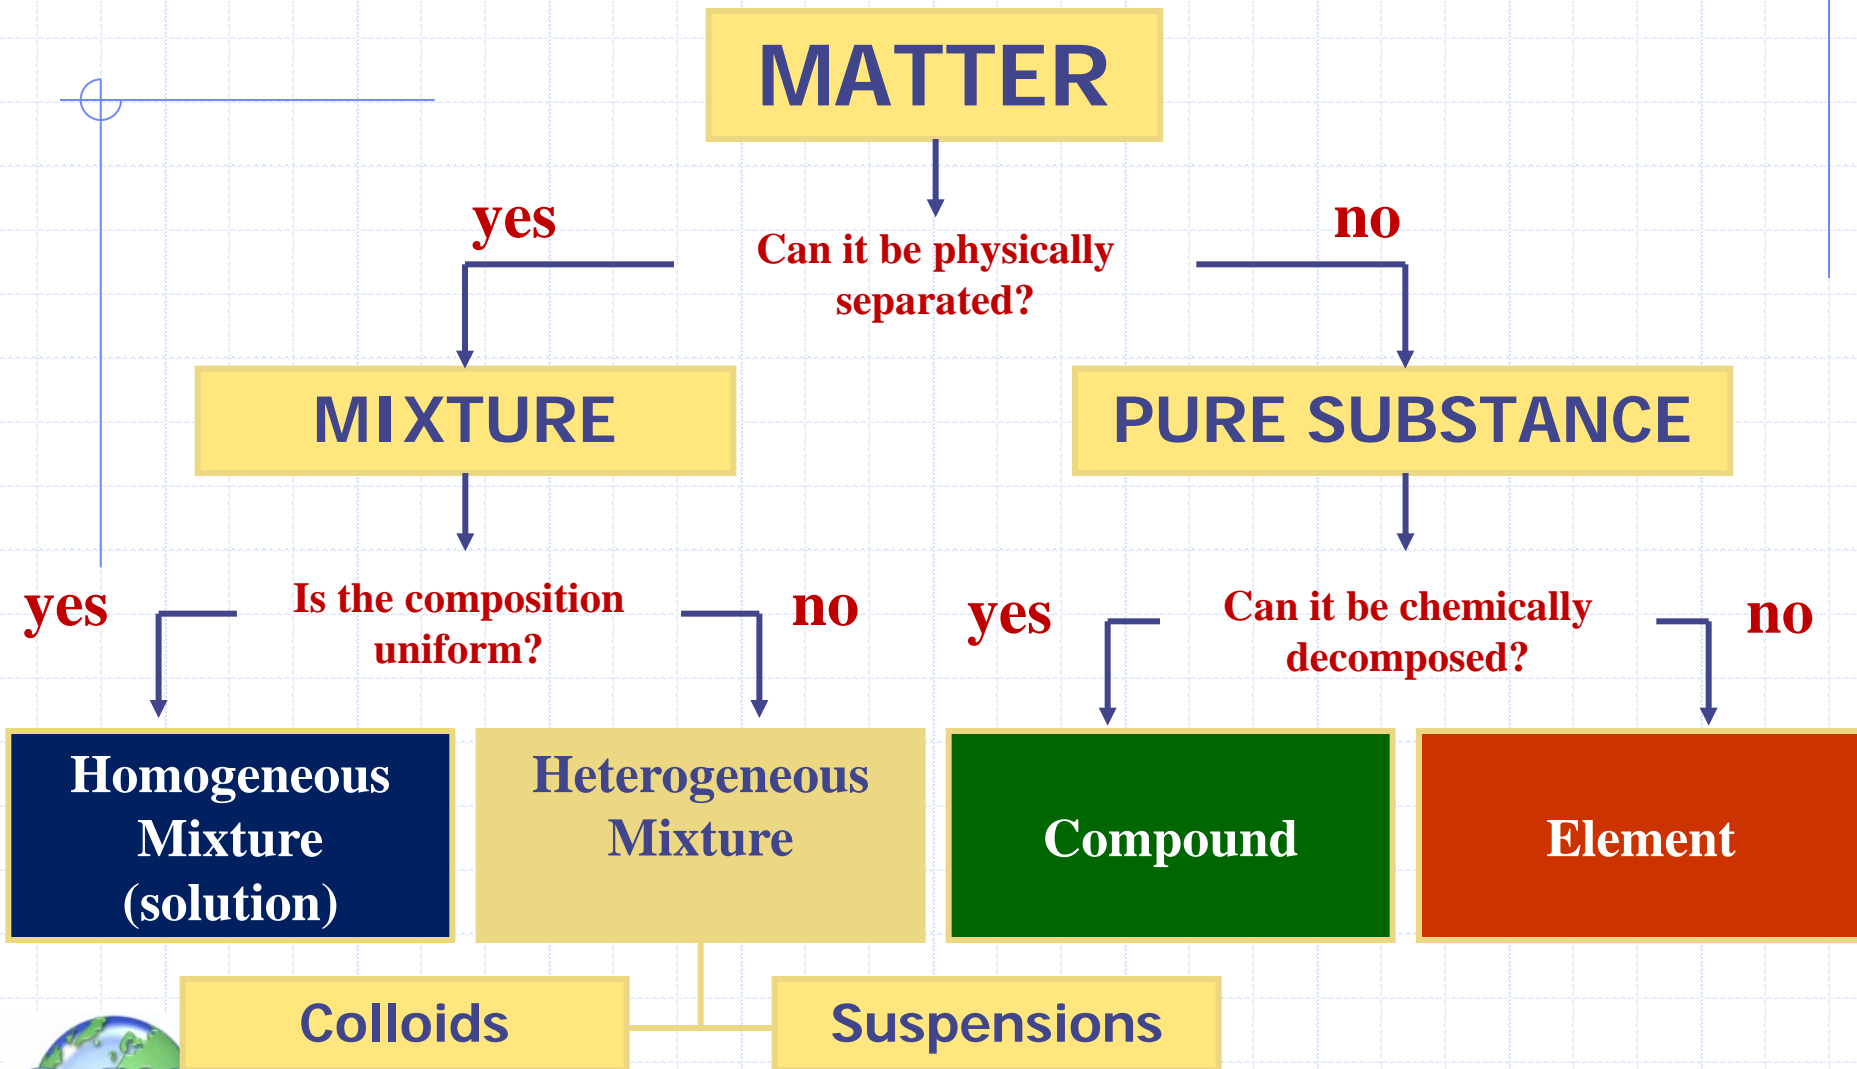 MATTER
yes
no
Can it be physically
separated?
MIXTURE
PURE SUBSTANCE
yes
Is the composition
uniform?
no
yes
Can it be chemically
decomposed?
no
Homogeneous
Mixture
(solution)
Heterogeneous
Mixture
Compound
Element
Colloids
Suspensions